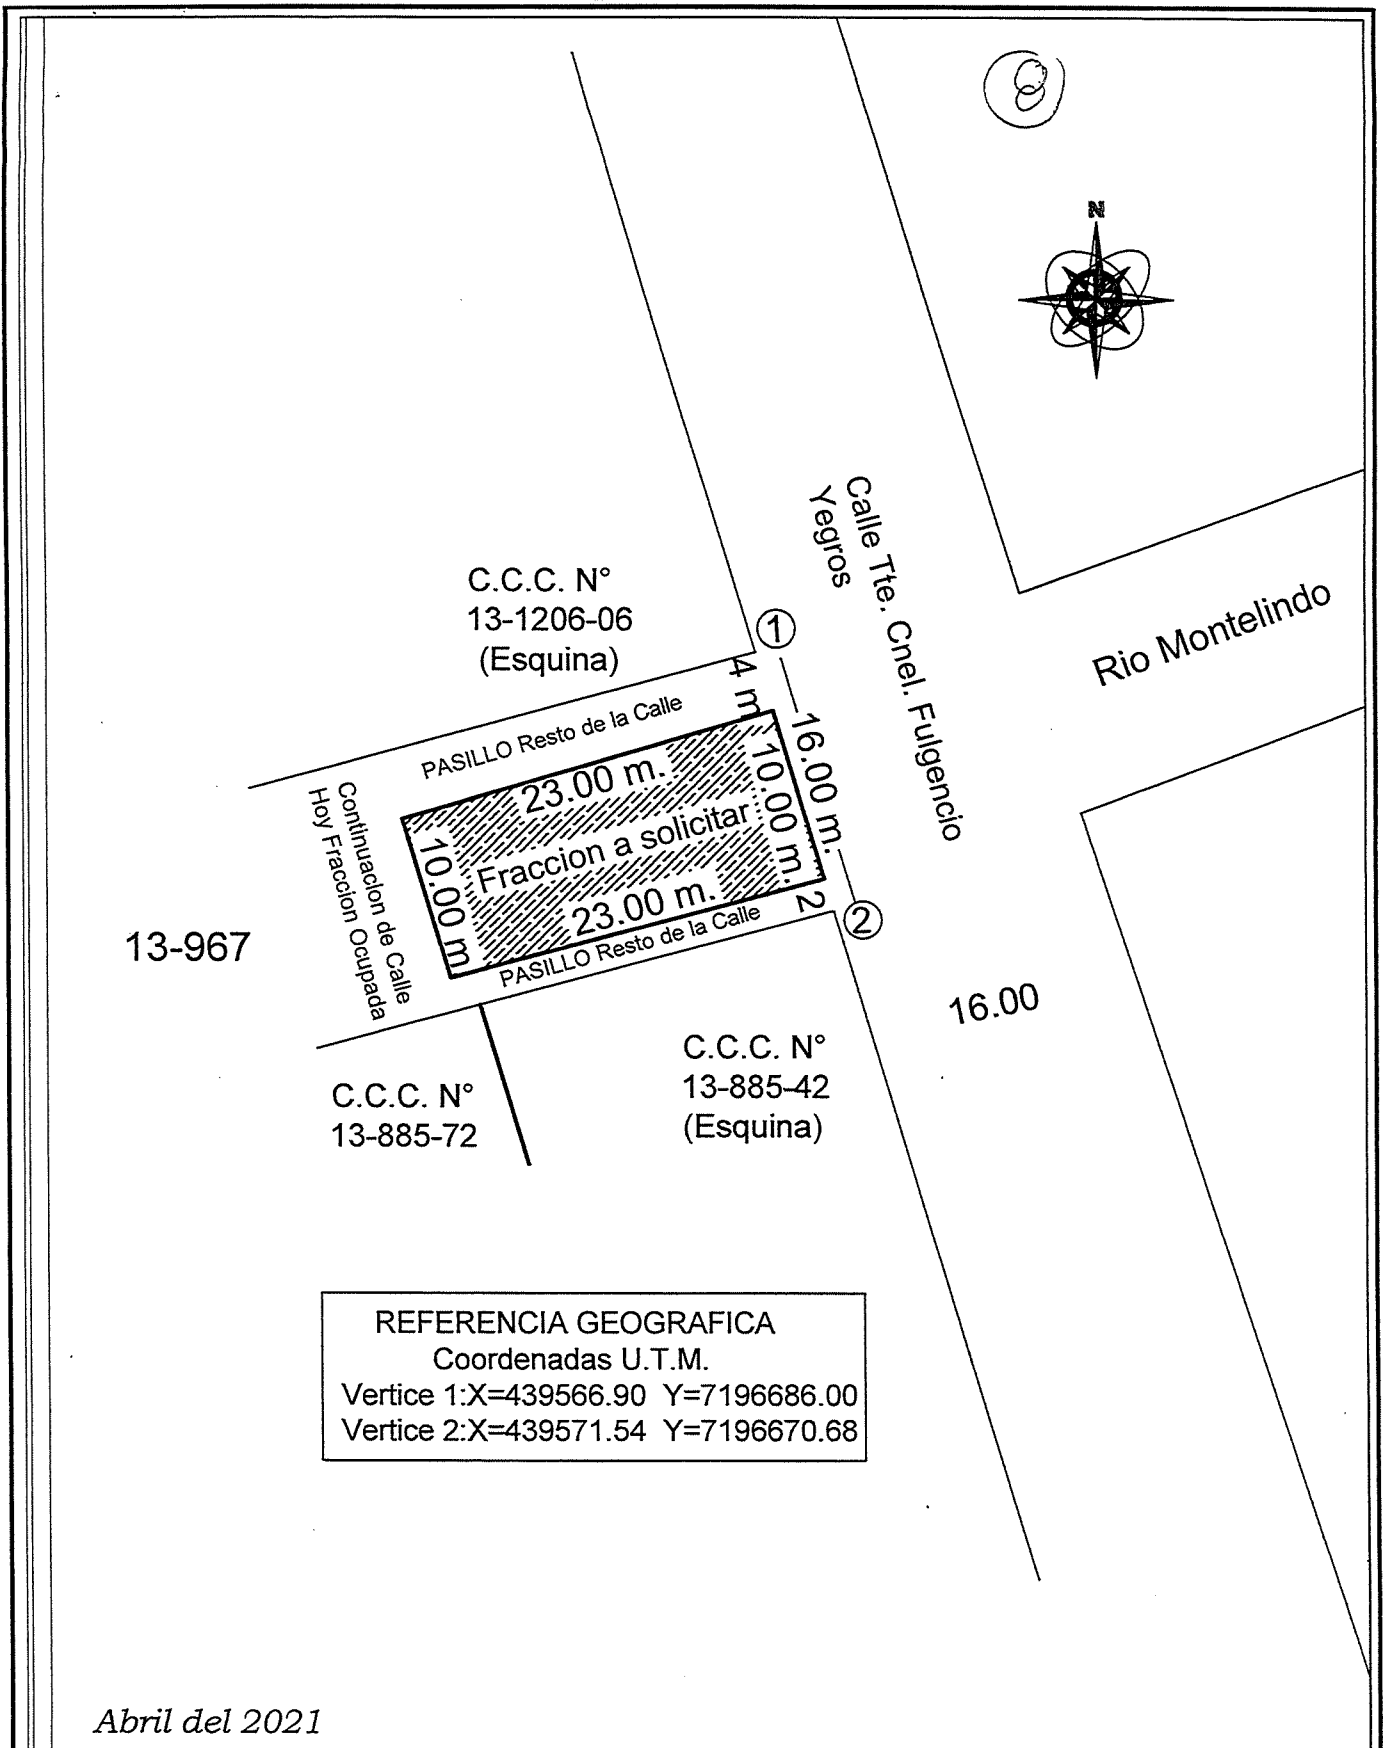 N
Calle Tte. Cnel. Fulgencio
Yegros
Rio Montelindo
C.C.C. N°
13-1206-06
(Esquina)
1
4 m
PASILLO Resto de la Calle
16.00 m.
23.00 m.
10.00 m.
Fraccion a solicitar
10.00 m
23.00 m.
2
PASILLO Resto de la Calle
2
Continuacion de Calle
Hoy Fraccion Ocupada
13-967
16.00
C.C.C. N°
13-885-42
(Esquina)
C.C.C. N°
13-885-72
REFERENCIA GEOGRAFICA
Coordenadas U.T.M.
Vertice 1:X=439566.90 Y=7196686.00
Vertice 2:X=439571.54 Y=7196670.68
Abril del 2021